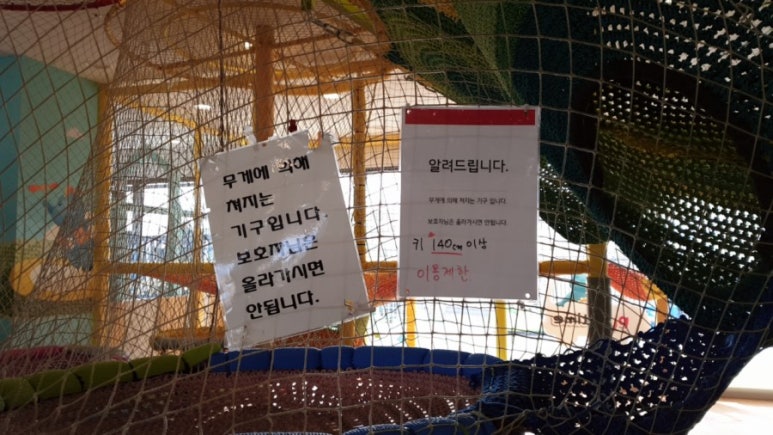 무게에 의해
쳐지는
기구입니다.
보호자님은
올라가시면
안됩니다.
알려드립니다.
무게에 의해 쳐지는 기구 입니다.
보호자님은 올라가시면 안됩니다
키 140cm 이상
이용제한
time